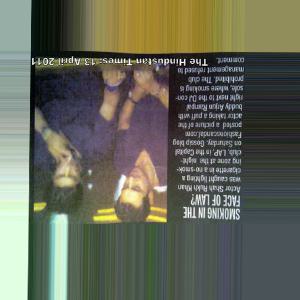 SMOKING IN THE
FACE OF LAW?
Actor Shah Rukh Khan
was caught lighting a
cigarette in a no-smok-
ing zone at the night-
club, LAP, in the Capital
on Saturday. Gossip blog
Fashionscandal.com
posted a picture of the
actor taking a puff with
buddy Arjun Rampal
right next to the DJ con-
sole, where smoking is
prohibited. The club
management refused to
comment.
The Hindustan Times: 13 April 2011